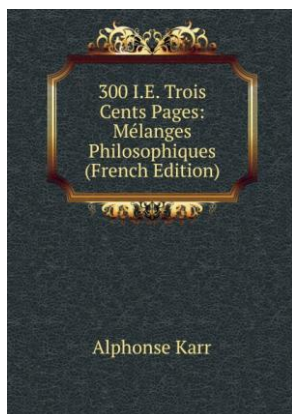 300 I.E. Trois
Cents Pages:
Mélanges
Philosophiques
(French Edition)
Alphonse Karr